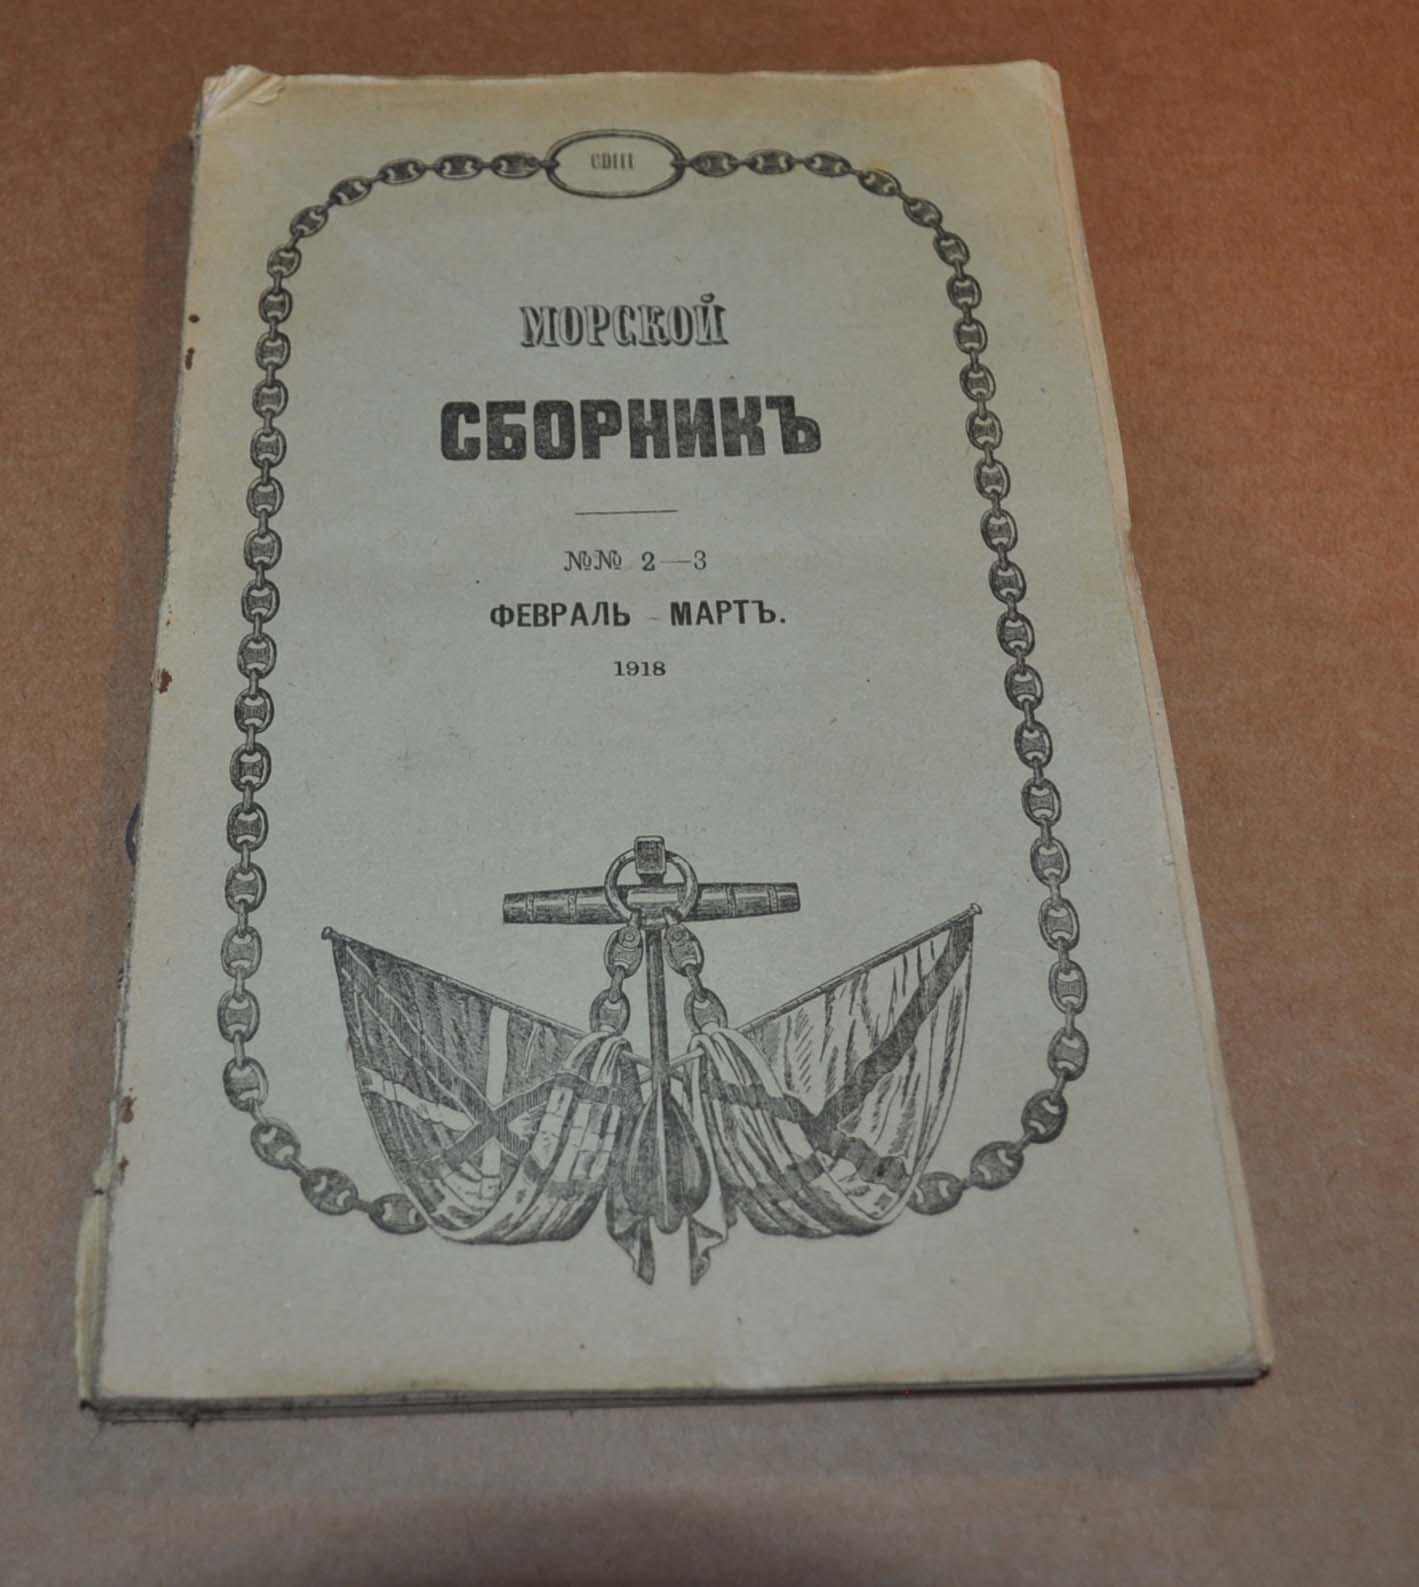 CDIII
МОРСКОЙ
СБОРНИКЪ
№№ 2—3
ФЕВРАЛЬ - МАРТЪ.
1918